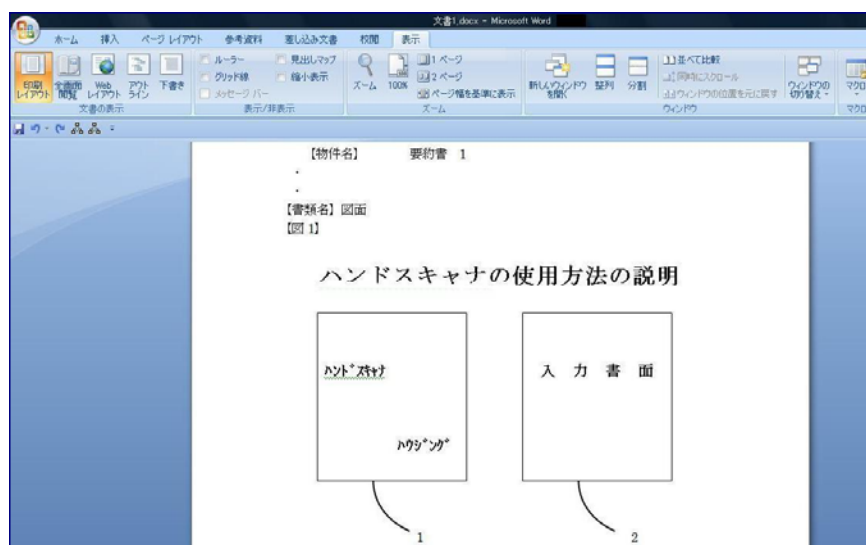 文書1.docx - Microsoft Word
ホーム 挿入 ページ レイアウト 参考資料 差し込み文書 校閲 表示
印刷レイアウト 全画面閲覧 Webレイアウト アウトライン 下書き
文書の表示
ルーラー
グリッド線
メッセージ バー
見出しマップ
縮小表示
表示/非表示
ズーム 100%
1 ページ
2 ページ
ページ幅を基準に表示
ズーム
新しいウィンドウを開く 整列 分割
並べて比較
同時にスクロール
ウィンドウの位置を元に戻す
ウィンドウの切り替え
ウィンドウ
マクロ
マクロ
【物件名】 要約書 1
・
・
【書類名】図面
【図 1】
ハンドスキャナの使用方法の説明
ﾊﾝﾄﾞｽｷｬﾅ
ﾊｳｼﾞﾝｸﾞ
入 力 書 面
1 2